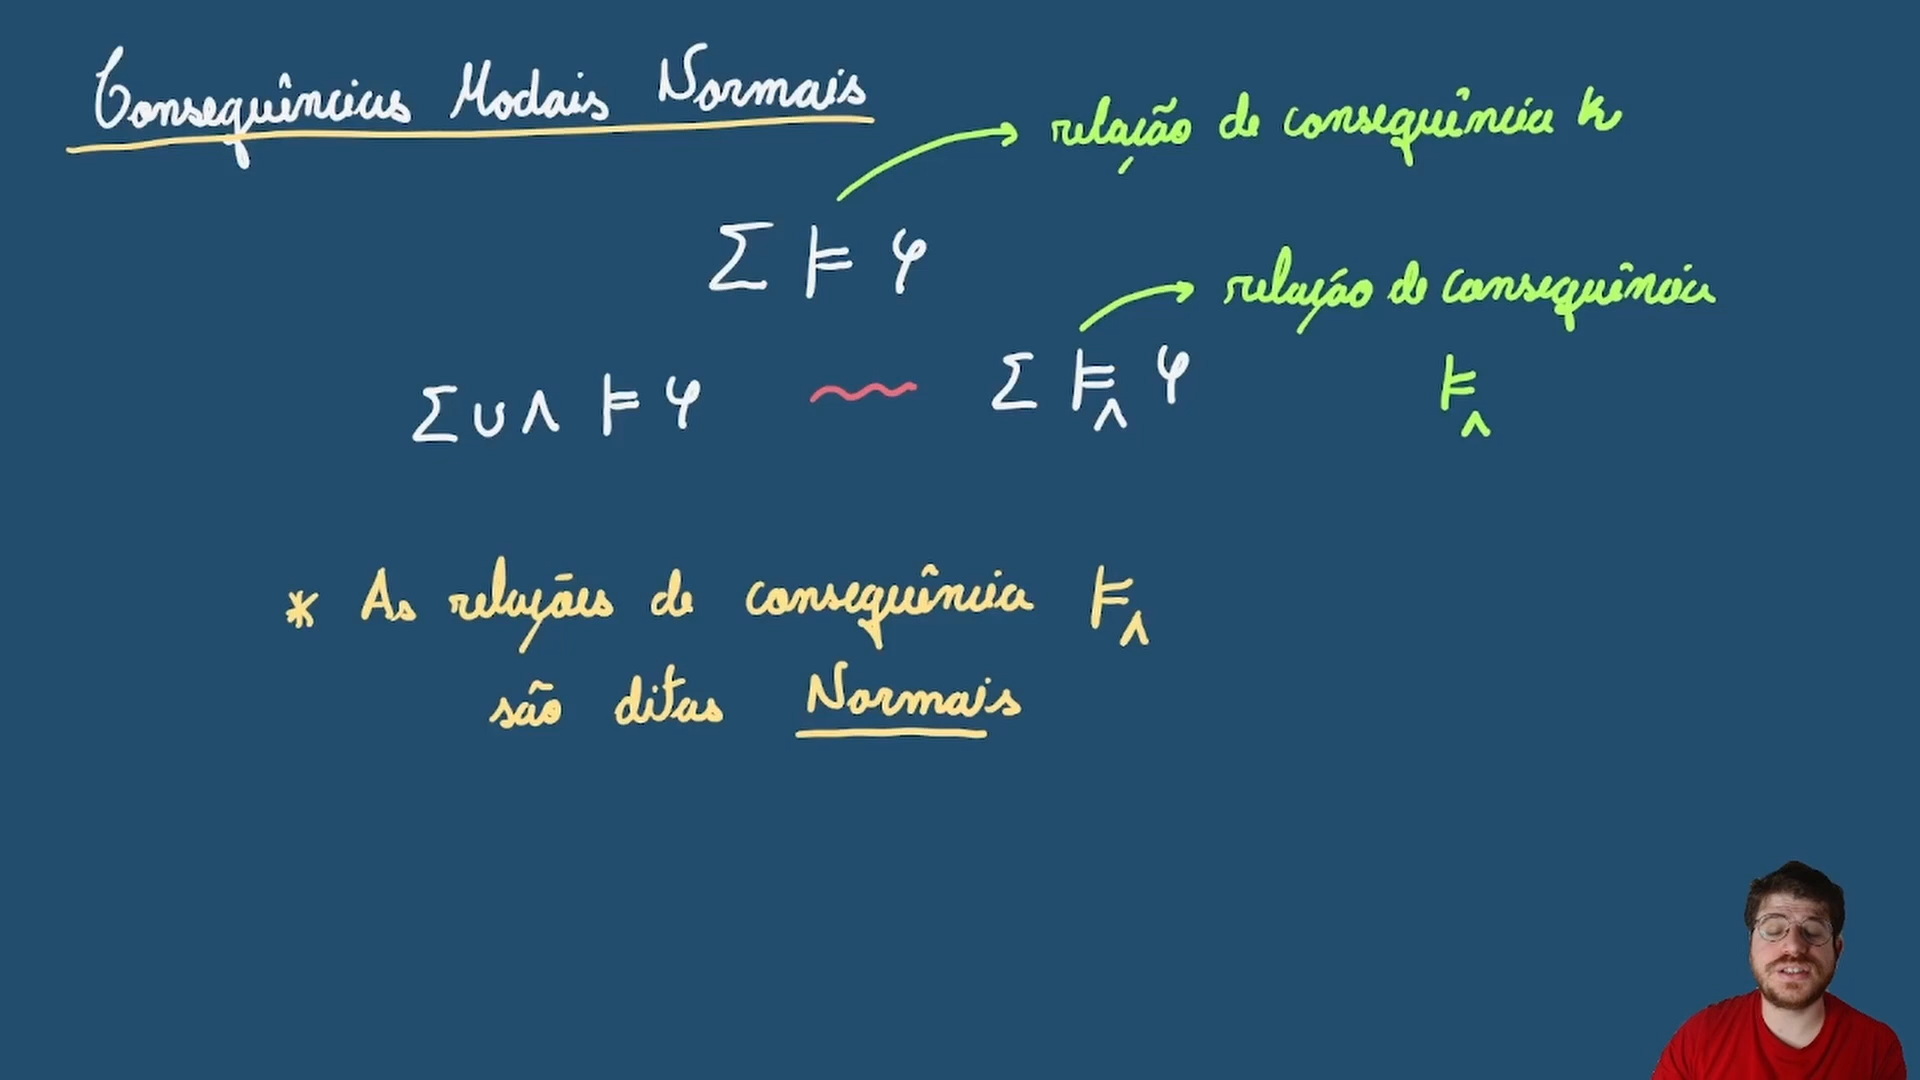 Consequências Modais Normais
relação de consequência K
Σ ⊨ φ
relação de consequência
Σ ∪ Λ ⊨ φ
Σ ⊨_Λ φ
⊨_Λ
* As relações de consequência ⊨_Λ
são ditas Normais